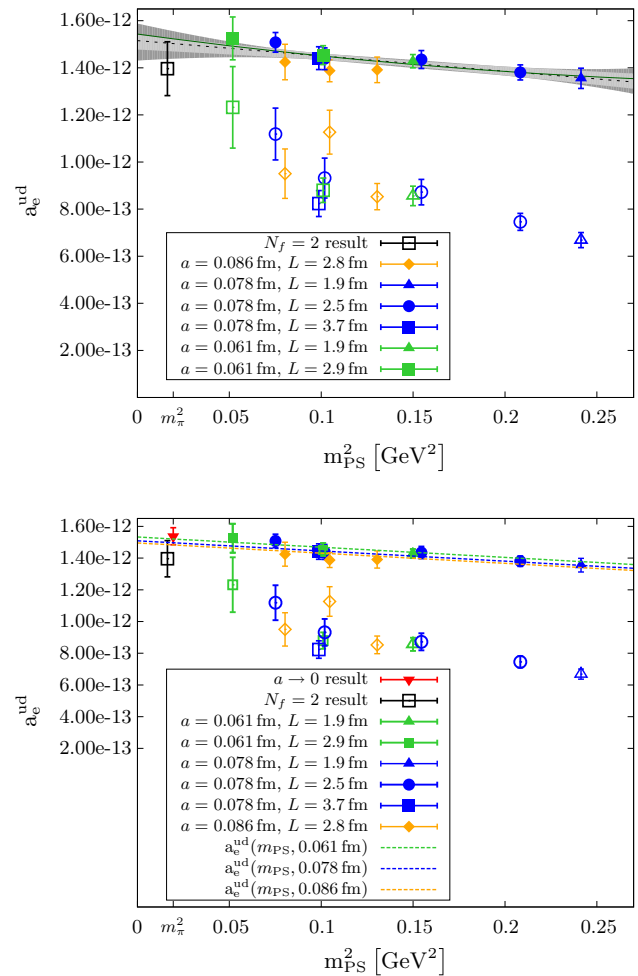 1.60e-12
1.40e-12
1.20e-12
1.00e-12
8.00e-13
6.00e-13
4.00e-13
2.00e-13
a_e^ud
N_f = 2 result
a = 0.086 fm, L = 2.8 fm
a = 0.078 fm, L = 1.9 fm
a = 0.078 fm, L = 2.5 fm
a = 0.078 fm, L = 3.7 fm
a = 0.061 fm, L = 1.9 fm
a = 0.061 fm, L = 2.9 fm
0 m_π^2 0.05 0.1 0.15 0.2 0.25
m_PS^2 [GeV^2]
1.60e-12
1.40e-12
1.20e-12
1.00e-12
8.00e-13
6.00e-13
4.00e-13
2.00e-13
a_e^ud
a → 0 result
N_f = 2 result
a = 0.061 fm, L = 1.9 fm
a = 0.061 fm, L = 2.9 fm
a = 0.078 fm, L = 1.9 fm
a = 0.078 fm, L = 2.5 fm
a = 0.078 fm, L = 3.7 fm
a = 0.086 fm, L = 2.8 fm
a_e^ud(m_PS, 0.061 fm)
a_e^ud(m_PS, 0.078 fm)
a_e^ud(m_PS, 0.086 fm)
0 m_π^2 0.05 0.1 0.15 0.2 0.25
m_PS^2 [GeV^2]